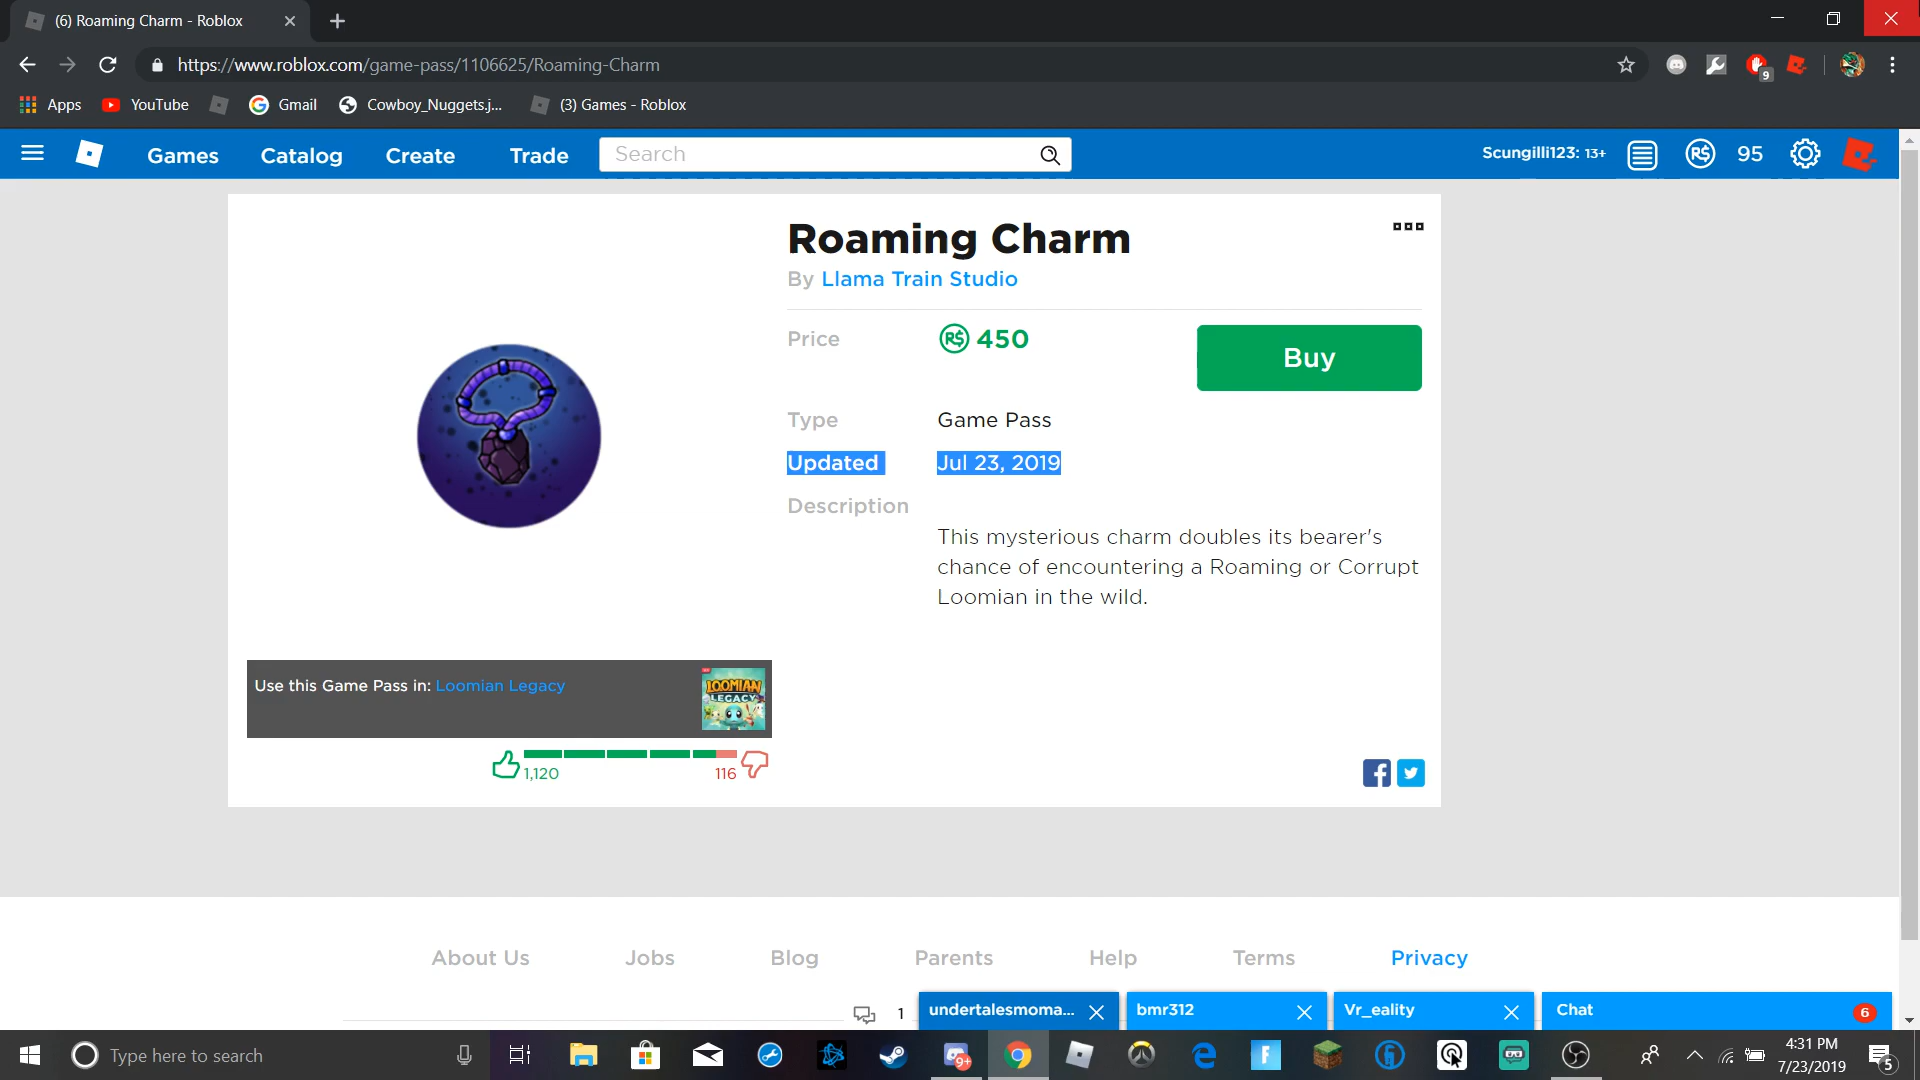 (6) Roaming Charm - Roblox
https://www.roblox.com/game-pass/1106625/Roaming-Charm
9
Apps
YouTube
Gmail
Cowboy_Nuggets.j...
(3) Games - Roblox
Games
Catalog
Create
Trade
Search
Scungilli123: 13+
R$
95
Roaming Charm
By Llama Train Studio
Price
R$ 450
Buy
Type
Game Pass
Updated
Jul 23, 2019
Description
This mysterious charm doubles its bearer's
chance of encountering a Roaming or Corrupt
Loomian in the wild.
Use this Game Pass in: Loomian Legacy
LOOMIAN
LEGACY
1,120
116
About Us
Jobs
Blog
Parents
Help
Terms
Privacy
1
undertalesmoma...
bmr312
Vr_eality
Chat
6
Type here to search
9+
4:31 PM
7/23/2019
5